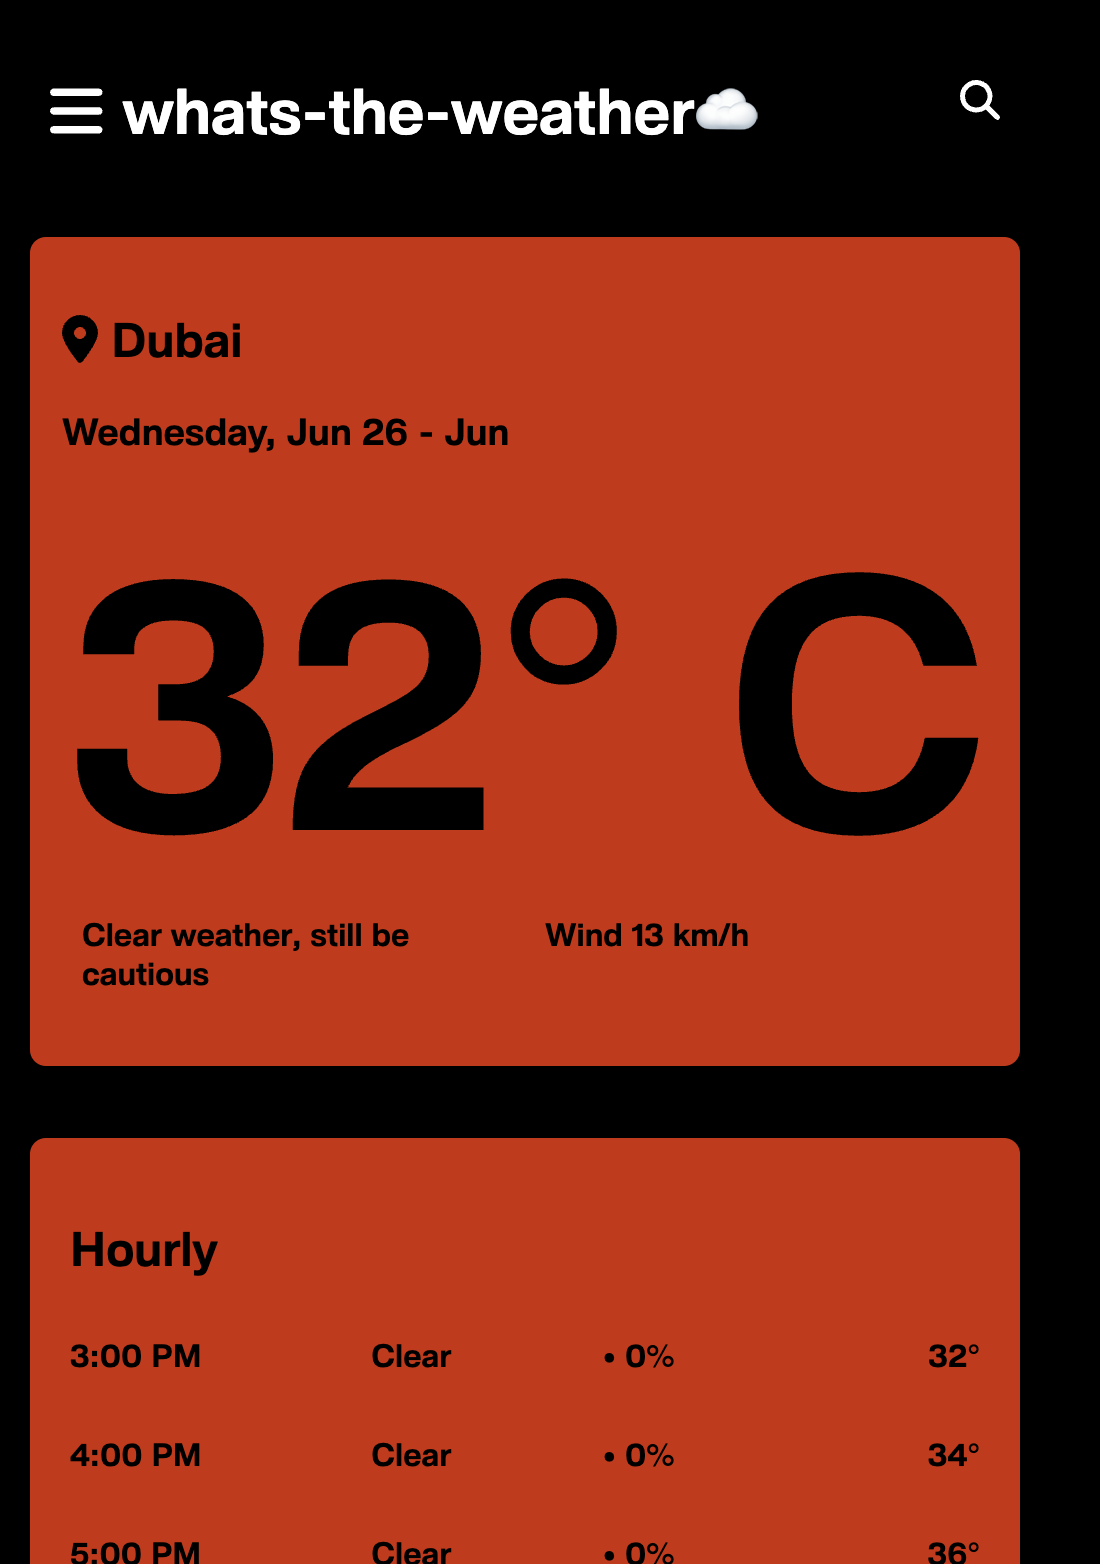 whats-the-weather☁️
Dubai
Wednesday, Jun 26 - Jun
32° C
Clear weather, still be
cautious
Wind 13 km/h
Hourly
3:00 PM Clear • 0% 32°
4:00 PM Clear • 0% 34°
5:00 PM Clear • 0% 36°